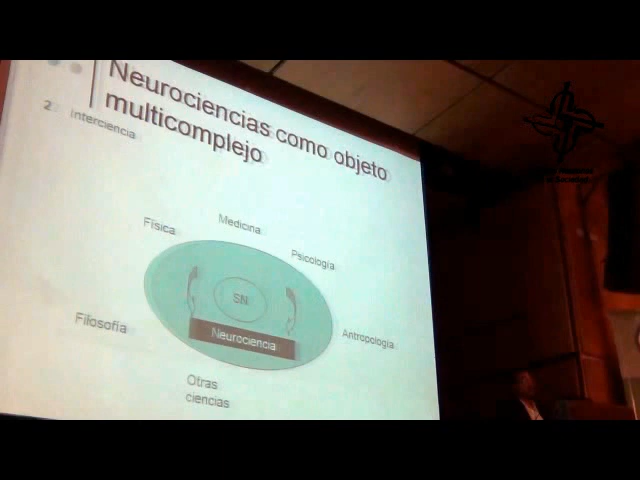 Neurociencias como objeto
multicomplejo
2. Interciencia
Medicina
Física
Psicología
SN
Filosofía
Neurociencia
Antropología
Otras
ciencias